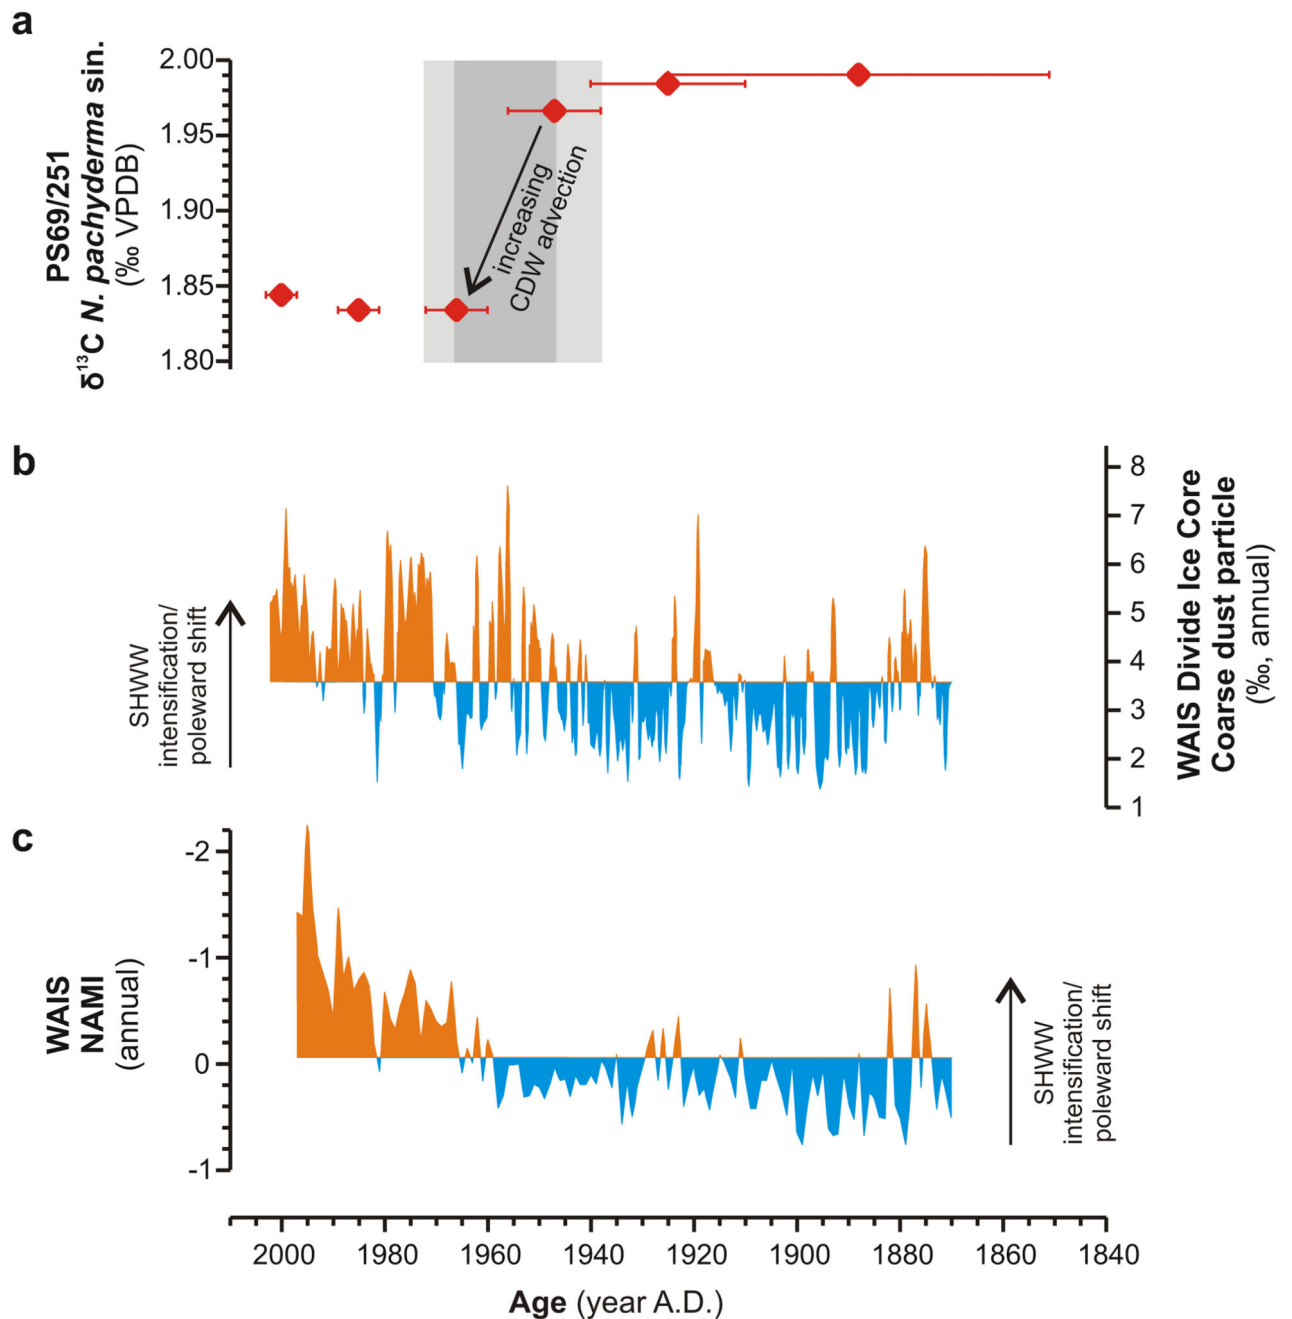 a
PS69/251
δ¹³C N. pachyderma sin.
(‰ VPDB)
2.00
1.95
1.90
1.85
1.80
increasing
CDW advection
b
SHWW
intensification/
poleward shift
8
7
6
5
4
3
2
1
WAIS Divide Ice Core
Coarse dust particle
(‰, annual)
c
WAIS
NAMI
(annual)
-2
-1
0
-1
SHWW
intensification/
poleward shift
2000 1980 1960 1940 1920 1900 1880 1860 1840
Age (year A.D.)